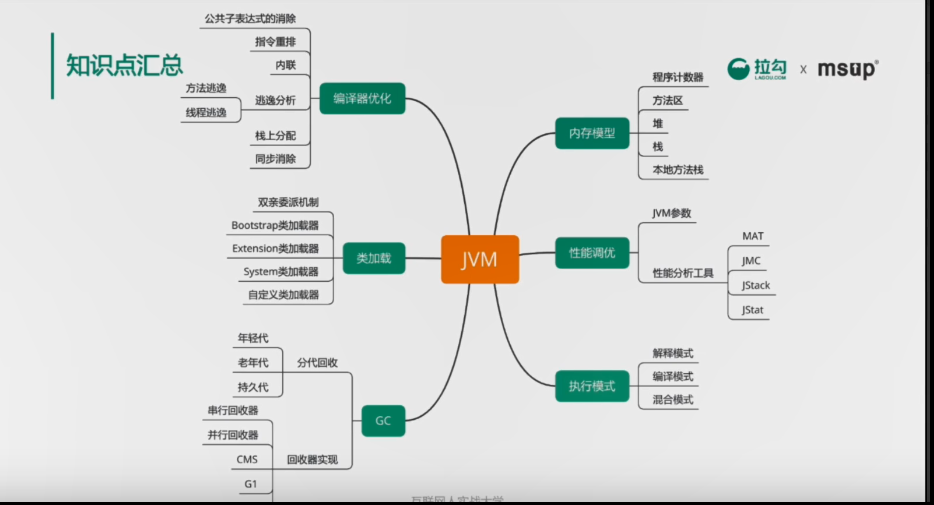 知识点汇总
拉勾
LAGOU.COM
x
msup
JVM
编译器优化
公共子表达式的消除
指令重排
内联
逃逸分析
方法逃逸
线程逃逸
栈上分配
同步消除
类加载
双亲委派机制
Bootstrap类加载器
Extension类加载器
System类加载器
自定义类加载器
GC
分代回收
年轻代
老年代
持久代
回收器实现
串行回收器
并行回收器
CMS
G1
内存模型
程序计数器
方法区
堆
栈
本地方法栈
性能调优
JVM参数
性能分析工具
MAT
JMC
JStack
JStat
执行模式
解释模式
编译模式
混合模式
互联网人实战大学